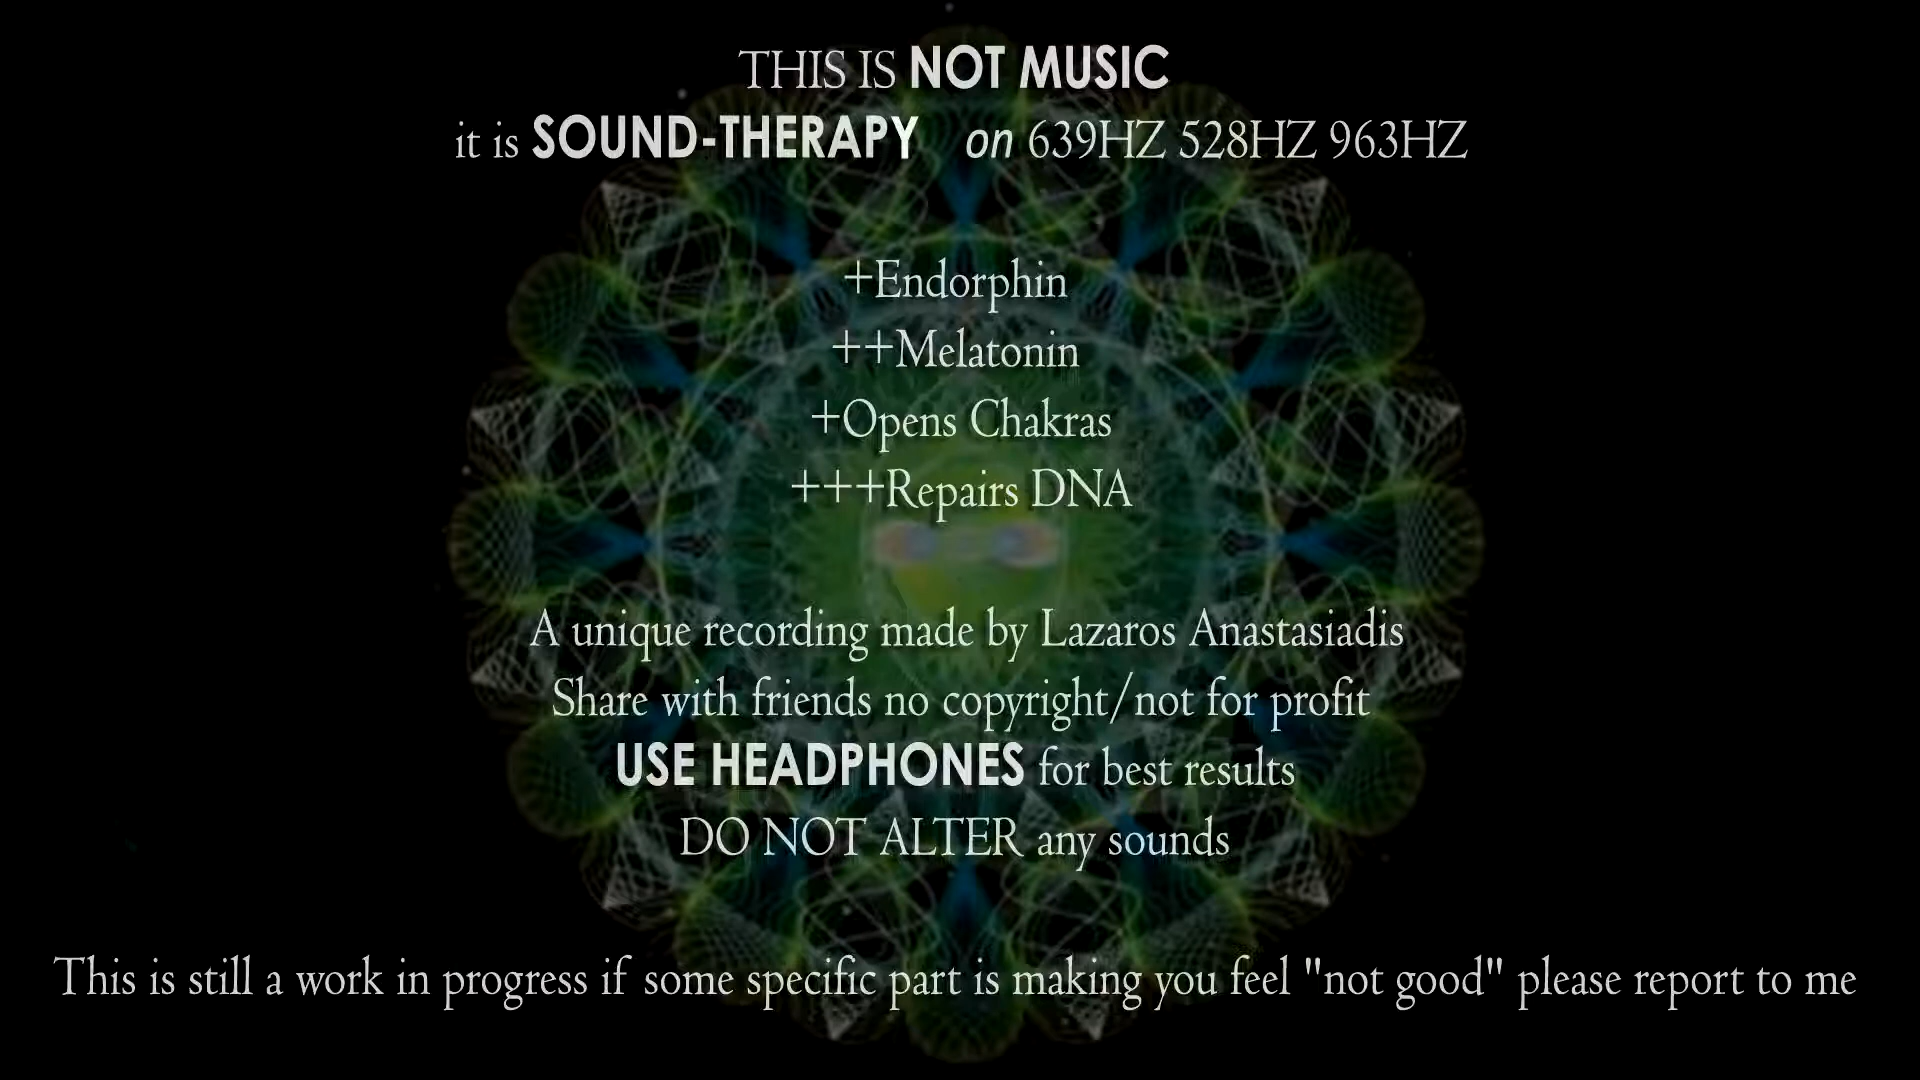 THIS IS NOT MUSIC
it is SOUND-THERAPY on 639HZ 528HZ 963HZ
+Endorphin
++Melatonin
+Opens Chakras
+++Repairs DNA
A unique recording made by Lazaros Anastasiadis
Share with friends no copyright/not for profit
USE HEADPHONES for best results
DO NOT ALTER any sounds
This is still a work in progress if some specific part is making you feel "not good" please report to me